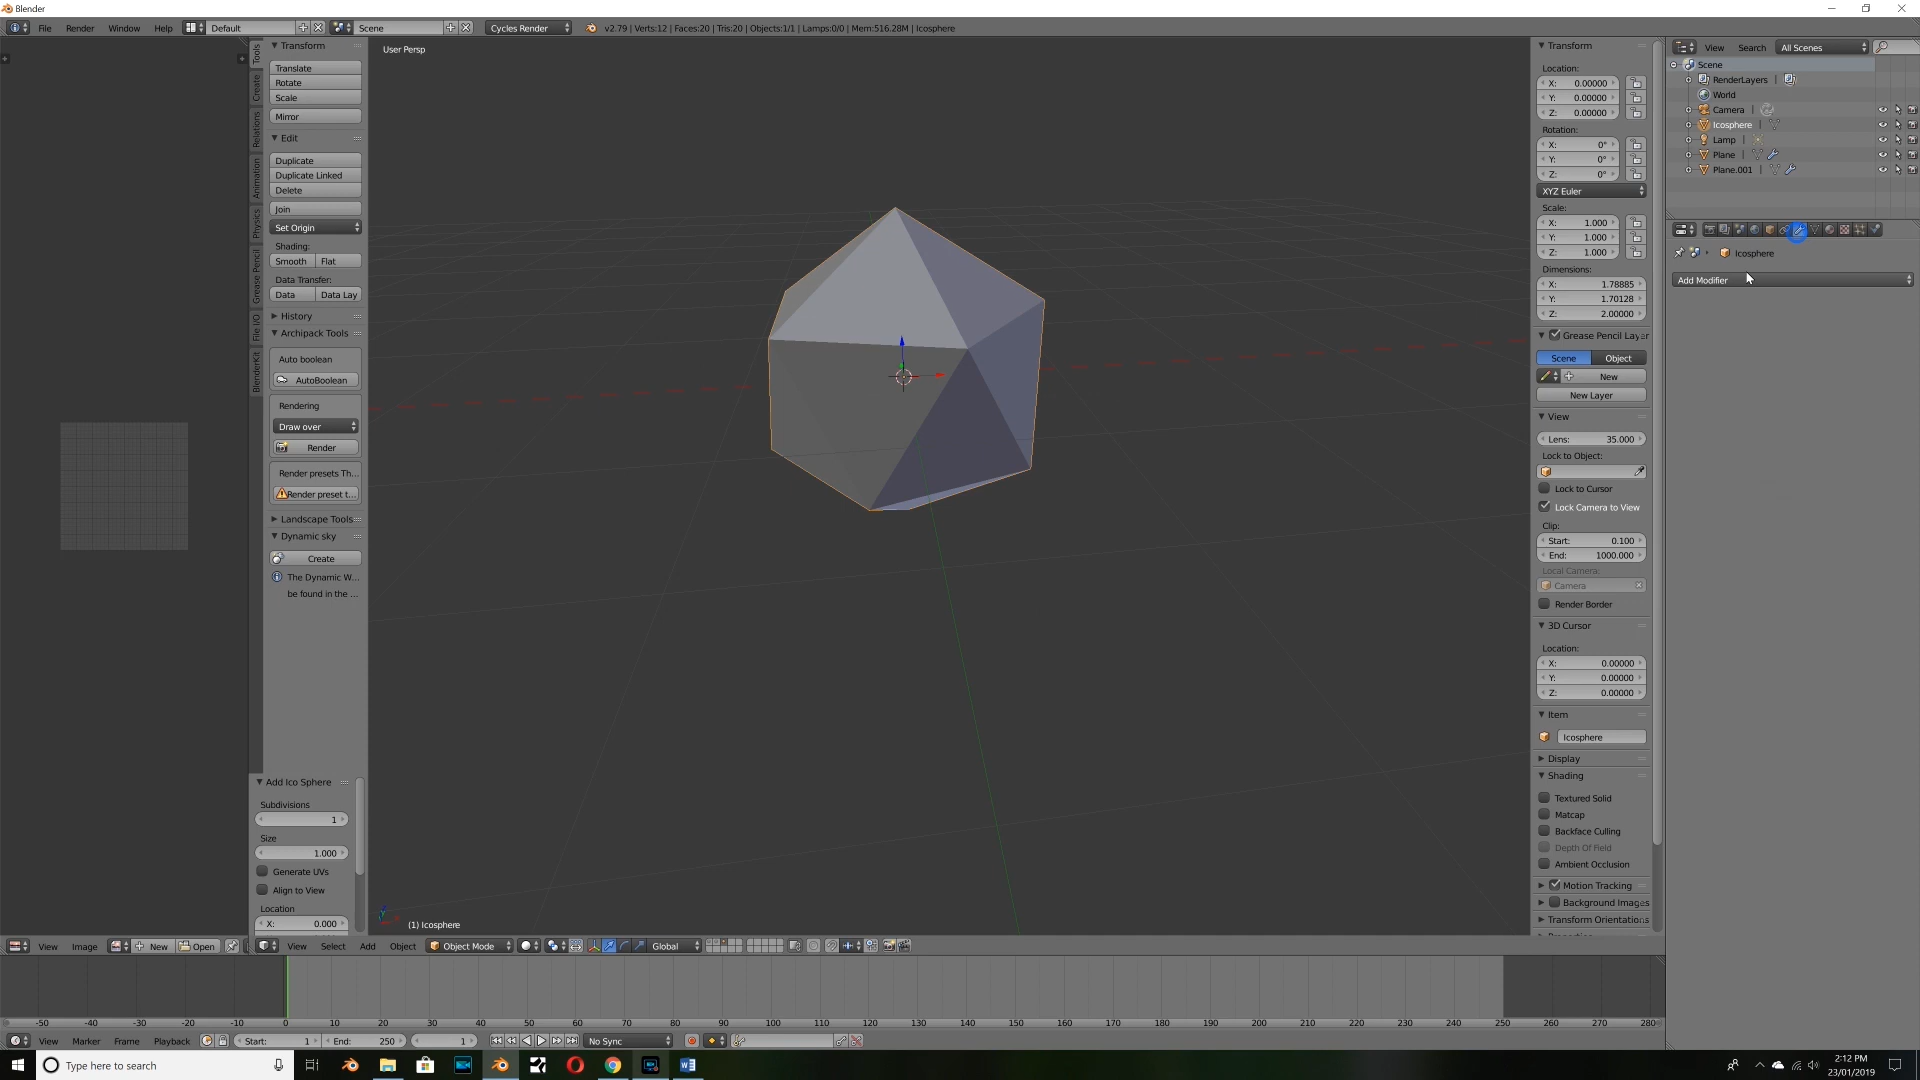 Blender
File Render Window Help Default Scene Cycles Render v2.79 | Verts:12 | Faces:20 | Tris:20 | Objects:1/1 | Lamps:0/0 | Mem:516.28M | Icosphere
Tools
Create
Relations
Animation
Physics
Grease Pencil
File I/O
BlenderKit
Transform
Translate
Rotate
Scale
Mirror
Edit
Duplicate
Duplicate Linked
Delete
Join
Set Origin
Shading:
Smooth Flat
Data Transfer:
Data Data Lay
History
Archipack Tools
Auto boolean
AutoBoolean
Rendering
Draw over
Render
Render presets Th...
Render preset t...
Landscape Tools
Dynamic sky
Create
The Dynamic W...
be found in the ...
Add Ico Sphere
Subdivisions
1
Size
1.000
Generate UVs
Align to View
Location
X: 0.000
User Persp
(1) Icosphere
Transform
Location:
X: 0.00000
Y: 0.00000
Z: 0.00000
Rotation:
X: 0°
Y: 0°
Z: 0°
XYZ Euler
Scale:
X: 1.000
Y: 1.000
Z: 1.000
Dimensions:
X: 1.78885
Y: 1.70128
Z: 2.00000
Grease Pencil Layer
Scene Object
New
New Layer
View
Lens: 35.000
Lock to Object:
Lock to Cursor
Lock Camera to View
Clip:
Start: 0.100
End: 1000.000
Local Camera:
Camera
Render Border
3D Cursor
Location:
X: 0.00000
Y: 0.00000
Z: 0.00000
Item
Icosphere
Display
Shading
Textured Solid
Matcap
Backface Culling
Depth Of Field
Ambient Occlusion
Motion Tracking
Background Images
Transform Orientations
View Search All Scenes
Scene
RenderLayers |
World
Camera |
Icosphere |
Lamp |
Plane |
Plane.001 |
Icosphere
Add Modifier
View Image New Open View Select Add Object Object Mode Global
-50 -40 -30 -20 -10 0 10 20 30 40 50 60 70 80 90 100 110 120 130 140 150 160 170 180 190 200 210 220 230 240 250 260 270 280
View Marker Frame Playback Start: 1 End: 250 1 No Sync
Type here to search
2:12 PM
23/01/2019